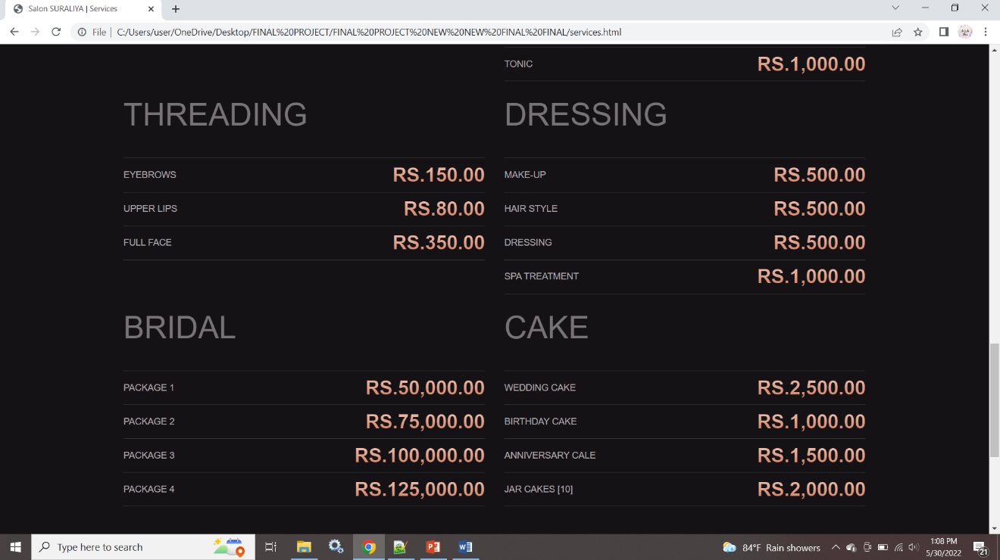 Salon SURALIYA | Services
File | C:/Users/user/OneDrive/Desktop/FINAL%20PROJECT/FINAL%20PROJECT%20NEW%20NEW%20FINAL%20FINAL/services.html
TONIC RS.1,000.00
THREADING
EYEBROWS RS.150.00
UPPER LIPS RS.80.00
FULL FACE RS.350.00
DRESSING
MAKE-UP RS.500.00
HAIR STYLE RS.500.00
DRESSING RS.500.00
SPA TREATMENT RS.1,000.00
BRIDAL
PACKAGE 1 RS.50,000.00
PACKAGE 2 RS.75,000.00
PACKAGE 3 RS.100,000.00
PACKAGE 4 RS.125,000.00
CAKE
WEDDING CAKE RS.2,500.00
BIRTHDAY CAKE RS.1,000.00
ANNIVERSARY CALE RS.1,500.00
JAR CAKES [10] RS.2,000.00
Type here to search
84°F Rain showers
1:08 PM
5/30/2022
21